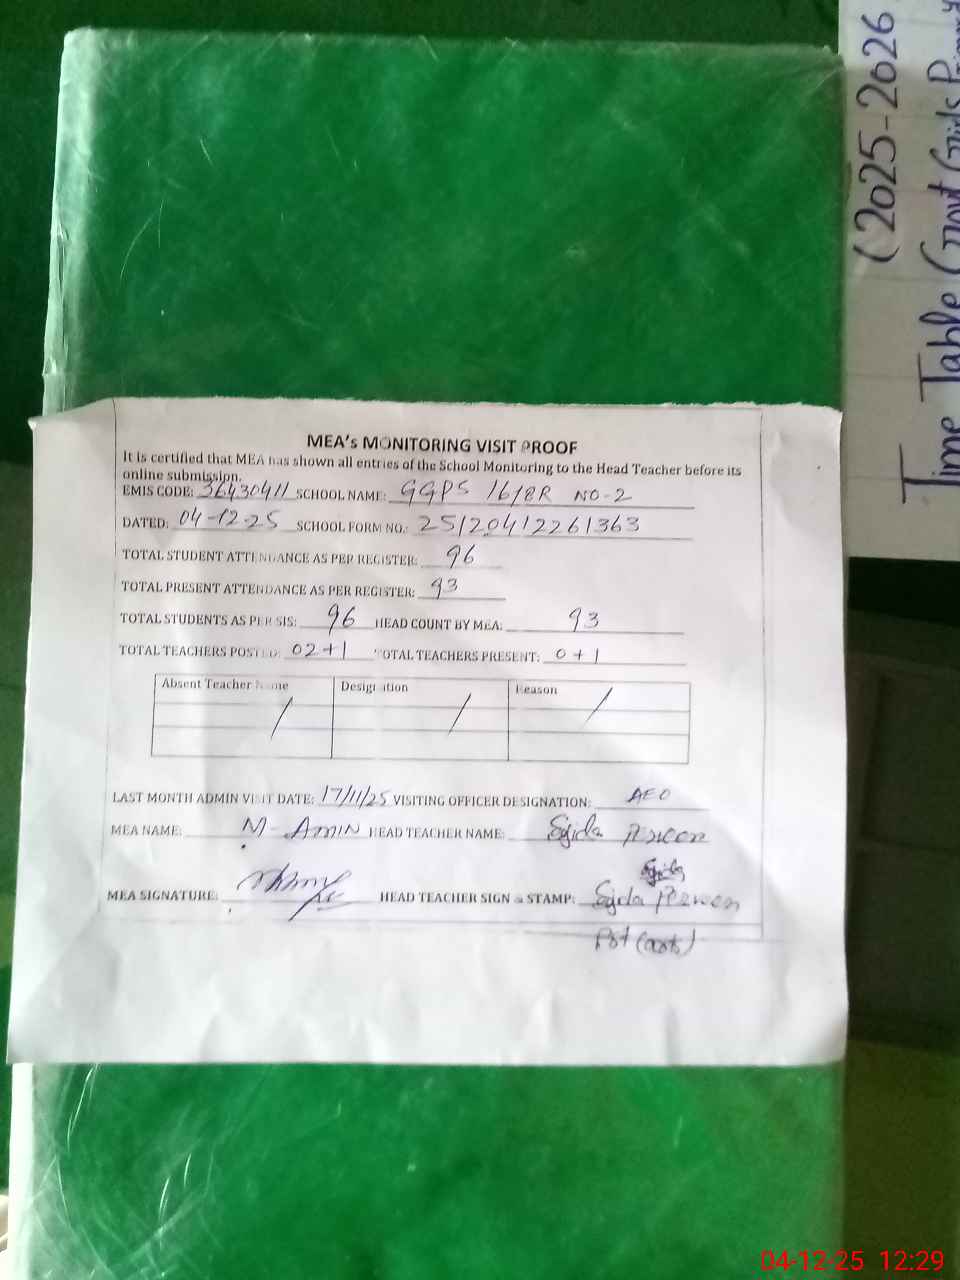 (2025-2026
Time Table (Govt Girls
MEA's MONITORING VISIT PROOF
It is certified that MEA has shown all entries of the School Monitoring to the Head Teacher before its
online submission.
EMIS CODE: 36430411 SCHOOL NAME: GGPS 16/8R NO-2
DATED: 04-12-25 SCHOOL FORM NO.: 25120412261363
TOTAL STUDENT ATTENDANCE AS PER REGISTER: 96
TOTAL PRESENT ATTENDANCE AS PER REGISTER: 93
TOTAL STUDENTS AS PER SIS: 96 HEAD COUNT BY MEA: 93
TOTAL TEACHERS POSTED: 02+1 TOTAL TEACHERS PRESENT: 0+1
Absent Teacher Name Designation Reason
/ / /
LAST MONTH ADMIN VISIT DATE: 17/11/25 VISITING OFFICER DESIGNATION: AEO
MEA NAME: M-AMIN HEAD TEACHER NAME: Sajida
MEA SIGNATURE: HEAD TEACHER SIGN & STAMP: Sajida
Pst (arts)
04-12-25 12:29